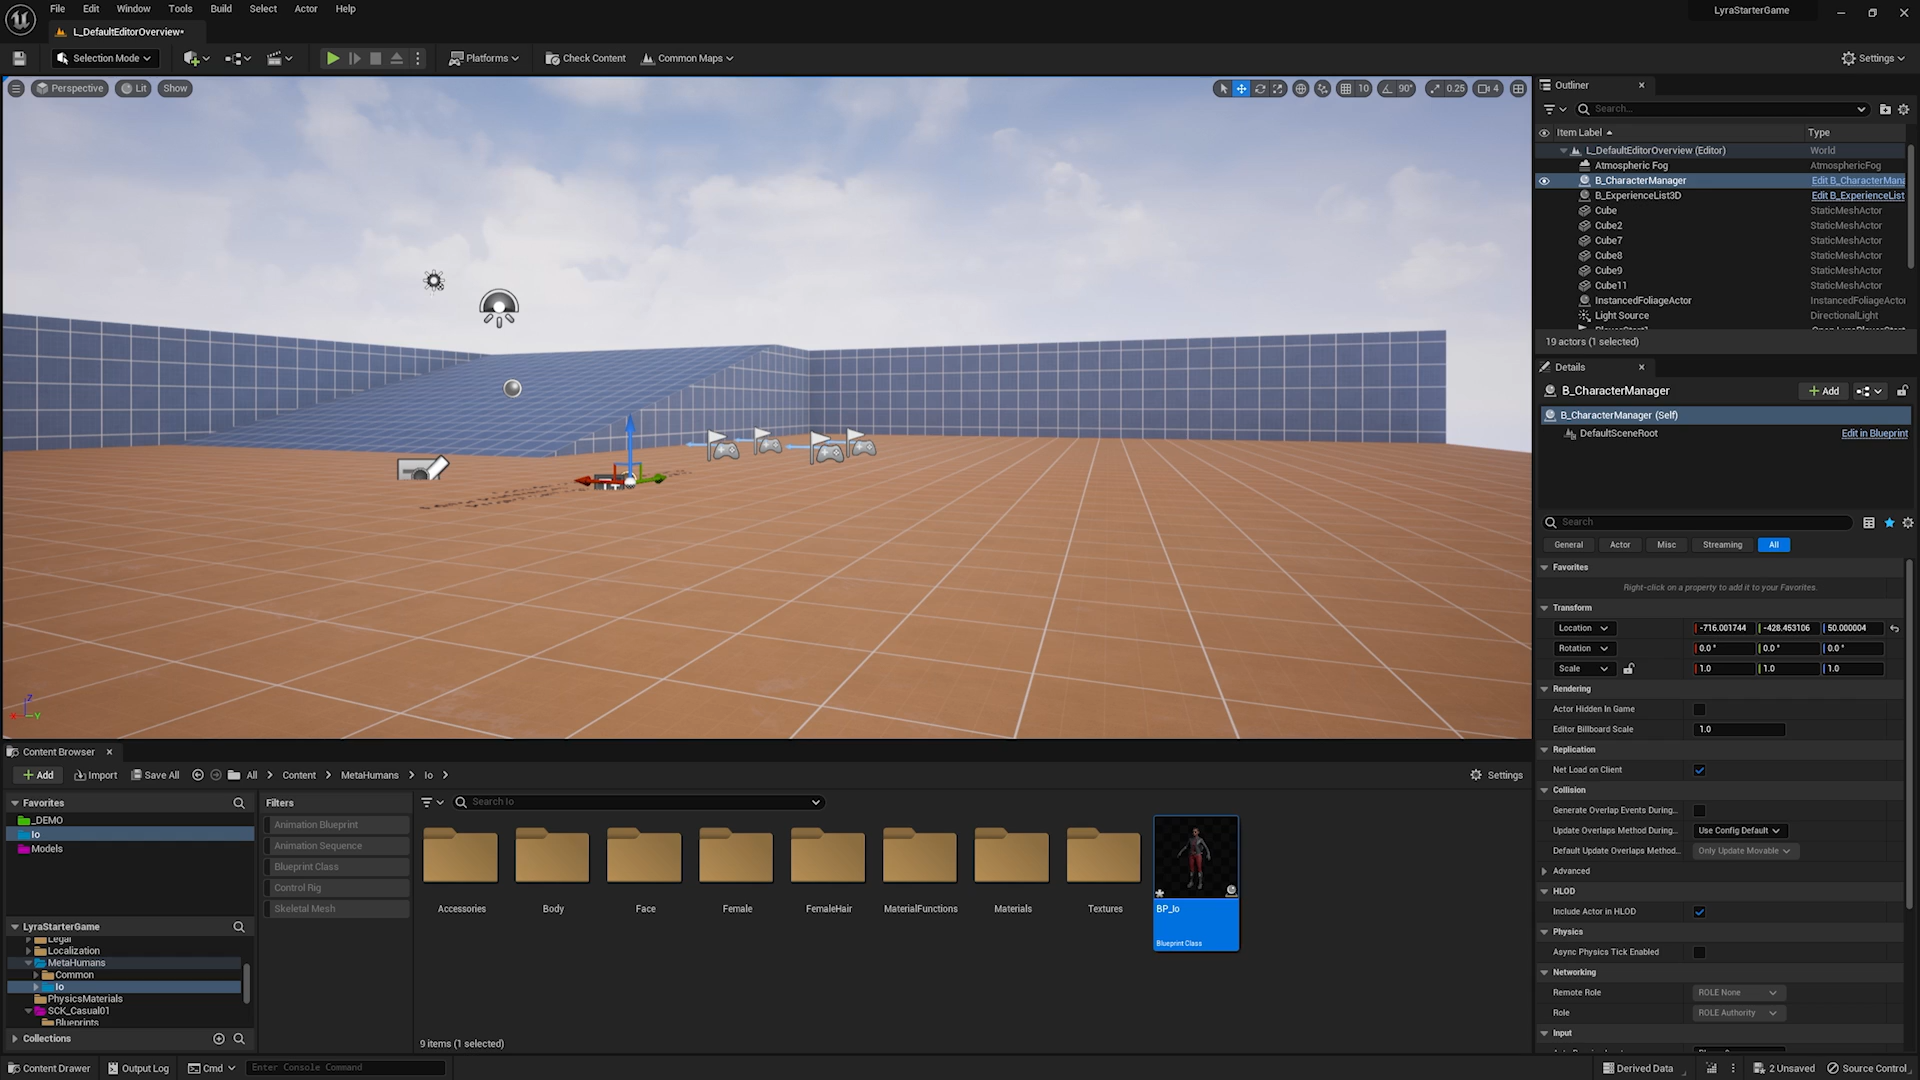 File Edit Window Tools Build Select Actor Help
LyraStarterGame
L_DefaultEditorOverview*
Selection Mode
Platforms
Check Content
Common Maps
Settings
Perspective
Lit
Show
10
90°
0.25
4
Outliner
Search...
Item Label
Type
L_DefaultEditorOverview (Editor)
World
Atmospheric Fog
AtmosphericFog
B_CharacterManager
Edit B_CharacterMana
B_ExperienceList3D
Edit B_ExperienceList
Cube
StaticMeshActor
Cube2
StaticMeshActor
Cube7
StaticMeshActor
Cube8
StaticMeshActor
Cube9
StaticMeshActor
Cube11
StaticMeshActor
InstancedFoliageActor
InstancedFoliageActo
Light Source
DirectionalLight
19 actors (1 selected)
Details
B_CharacterManager
Add
B_CharacterManager (Self)
DefaultSceneRoot
Edit in Blueprint
Search
General
Actor
Misc
Streaming
All
Favorites
Right-click on a property to add it to your Favorites.
Transform
Location
-716.001744
-428.453106
50.000004
Rotation
0.0 °
0.0 °
0.0 °
Scale
1.0
1.0
1.0
Rendering
Actor Hidden In Game
Editor Billboard Scale
1.0
Replication
Net Load on Client
Collision
Generate Overlap Events During...
Update Overlaps Method During...
Use Config Default
Default Update Overlaps Method...
Only Update Movable
Advanced
HLOD
Include Actor in HLOD
Physics
Async Physics Tick Enabled
Networking
Remote Role
ROLE None
Role
ROLE Authority
Input
Content Browser
Add
Import
Save All
All
Content
MetaHumans
Io
Settings
Favorites
_DEMO
Io
Models
LyraStarterGame
Legal
Localization
MetaHumans
Common
Io
PhysicsMaterials
SCK_Casual01
Blueprints
Collections
Filters
Animation Blueprint
Animation Sequence
Blueprint Class
Control Rig
Skeletal Mesh
Search Io
Accessories
Body
Face
Female
FemaleHair
MaterialFunctions
Materials
Textures
BP_Io
Blueprint Class
9 items (1 selected)
Content Drawer
Output Log
Cmd
Enter Console Command
Derived Data
2 Unsaved
Source Control
X
Y
Z